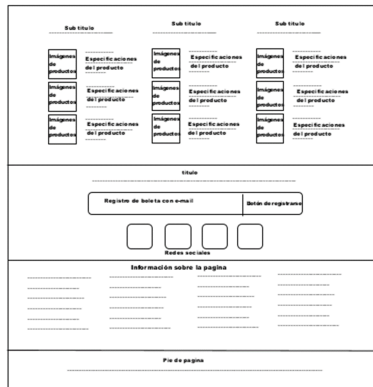 Sub titulo
Sub titulo
Sub titulo
Imágenes de productos
Especificaciones del producto
Imágenes de productos
Especificaciones del producto
Imágenes de productos
Especificaciones del producto
Imágenes de productos
Especificaciones del producto
Imágenes de productos
Especificaciones del producto
Imágenes de productos
Especificaciones del producto
Imágenes de productos
Especificaciones del producto
Imágenes de productos
Especificaciones del producto
Imágenes de productos
Especificaciones del producto
titulo
Registro de beleta con e-mail
Botón de registrame
Redes sociales
Información sobre la pagina
Pie de pagina